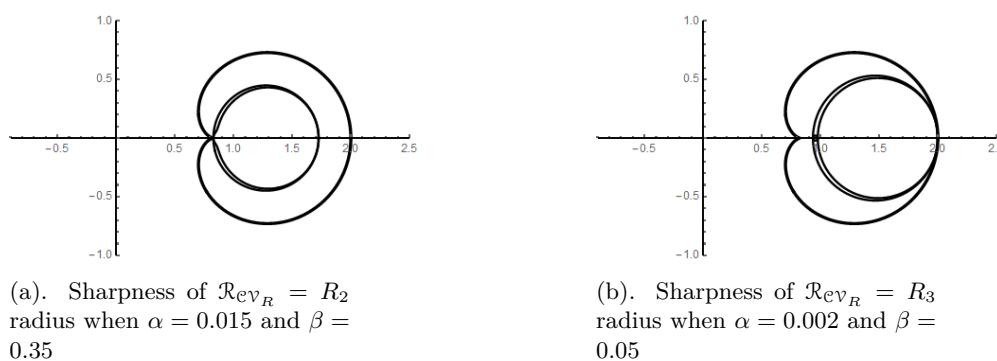 1.0
0.5
−0.5 0.5 1.0 1.5 2.0 2.5
−0.5
−1.0
1.0
0.5
−0.5 0.5 1.0 1.5 2.0 2.
−0.5
−1.0
(a). Sharpness of ℛ𝒞𝒱_R = R₂
radius when α = 0.015 and β =
0.35
(b). Sharpness of ℛ𝒞𝒱_R = R₃
radius when α = 0.002 and β =
0.05